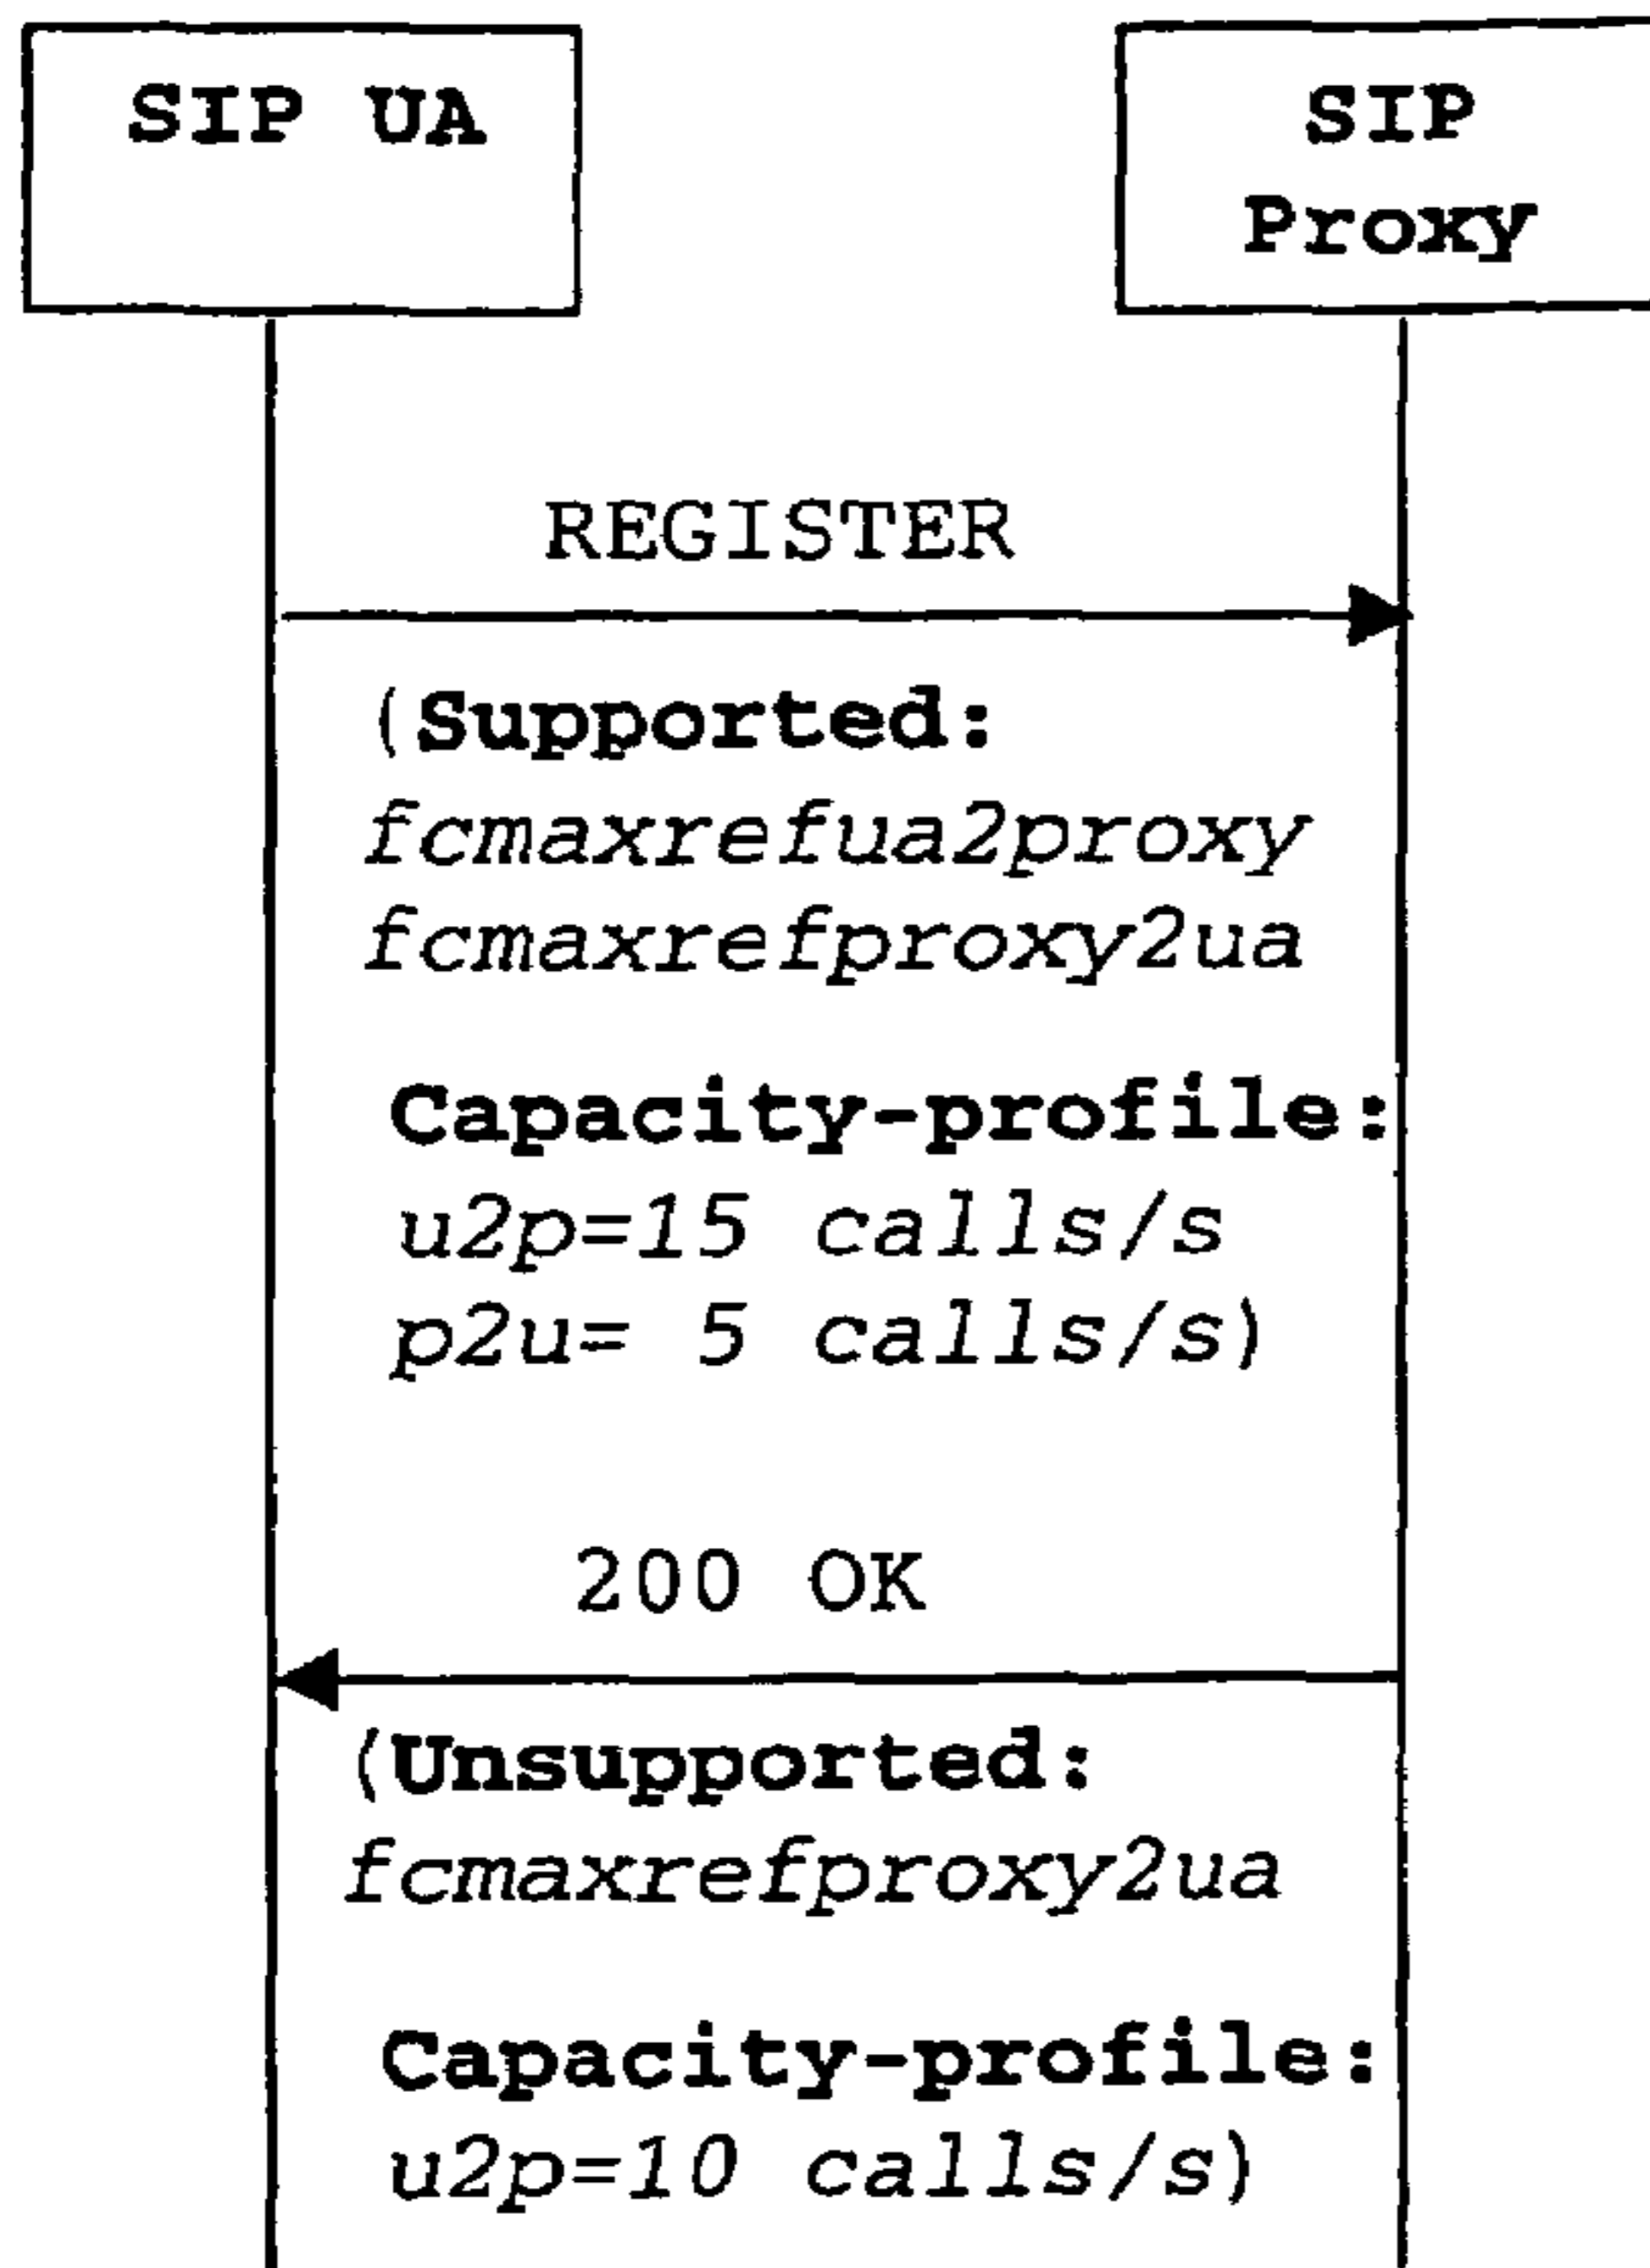 SIP UA
SIP
Proxy
REGISTER
(Supported:
fcmaxrefua2proxy
fcmaxrefproxy2ua
Capacity-profile:
u2p=15 calls/s
p2u= 5 calls/s)
200 OK
(Unsupported:
fcmaxrefproxy2ua
Capacity-profile:
u2p=10 calls/s)